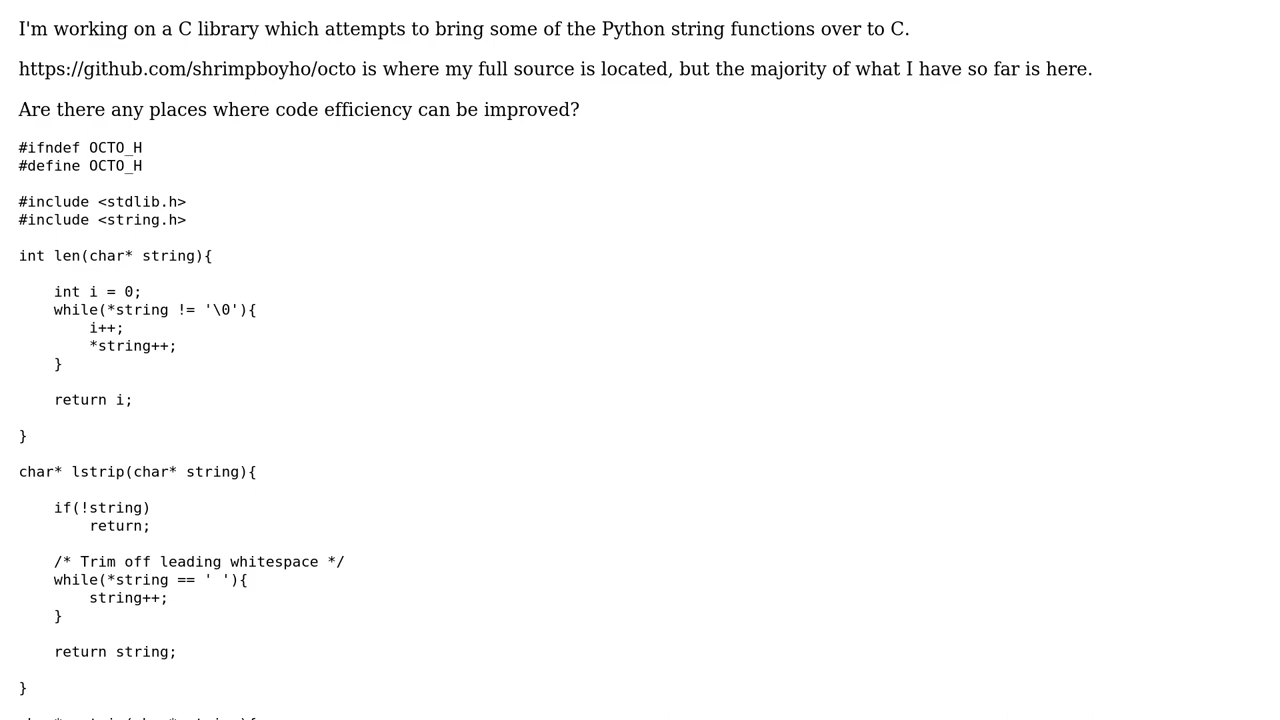 I'm working on a C library which attempts to bring some of the Python string functions over to C.
https://github.com/shrimpboyho/octo is where my full source is located, but the majority of what I have so far is here.
Are there any places where code efficiency can be improved?
#ifndef OCTO_H
#define OCTO_H
#include <stdlib.h>
#include <string.h>
int len(char* string){
    int i = 0;
    while(*string != '\0'){
        i++;
        *string++;
    }
    return i;
}
char* lstrip(char* string){
    if(!string)
        return;
    /* Trim off leading whitespace */
    while(*string == ' '){
        string++;
    }
    return string;
}